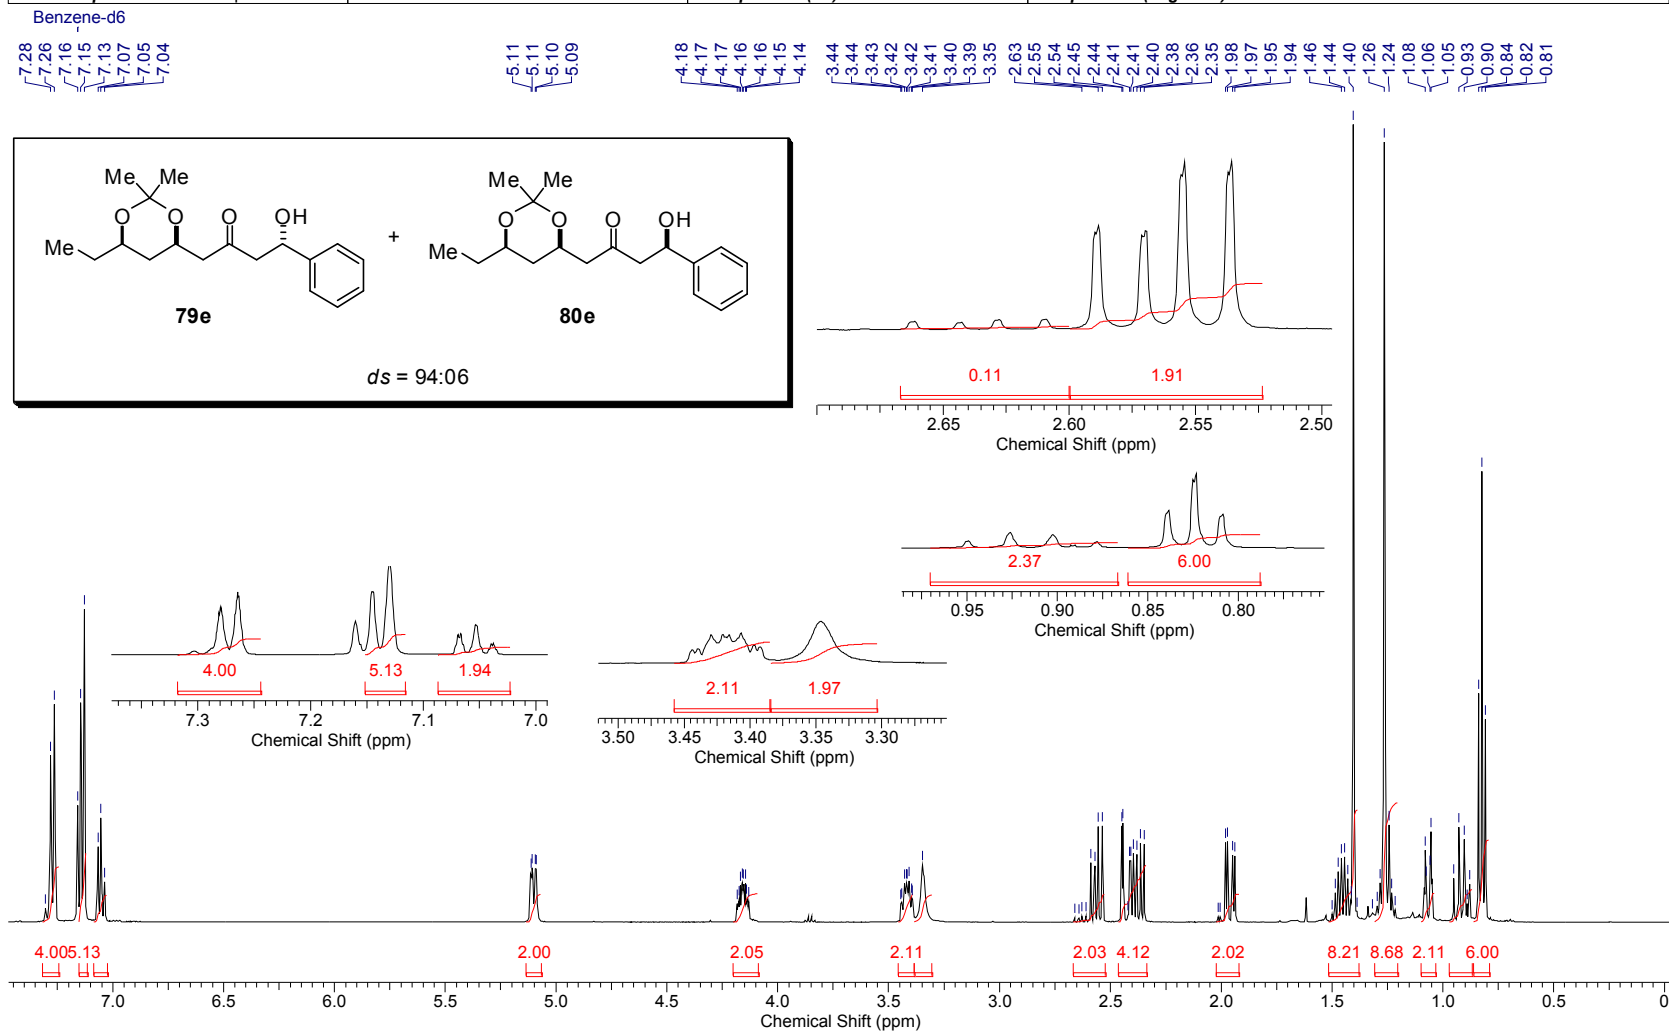 Benzene-d6
7.28 7.26 7.16 7.15 7.13 7.07 7.05 7.04
5.11 5.11 5.10 5.09
4.18 4.17 4.17 4.16 4.16 4.15 4.14
3.44 3.44 3.43 3.42 3.42 3.41 3.40 3.39 3.35
2.63 2.55 2.54 2.45 2.44 2.41 2.41 2.40 2.38 2.36 2.35 1.98 1.97 1.95 1.94
1.46 1.44 1.40 1.26 1.24 1.08 1.06 1.05 0.93 0.90 0.84 0.82 0.81
Me Me
O O O OH
Me
79e
+
Me Me
O O O OH
Me
80e
ds = 94:06
0.11 1.91
2.65 2.60 2.55 2.50
Chemical Shift (ppm)
2.37 6.00
0.95 0.90 0.85 0.80
Chemical Shift (ppm)
4.00 5.13 1.94
7.3 7.2 7.1 7.0
Chemical Shift (ppm)
2.11 1.97
3.50 3.45 3.40 3.35 3.30
Chemical Shift (ppm)
4.00 5.13 2.00 2.05 2.11 2.03 4.12 2.02 8.21 8.68 2.11 6.00
7.0 6.5 6.0 5.5 5.0 4.5 4.0 3.5 3.0 2.5 2.0 1.5 1.0 0.5 0
Chemical Shift (ppm)